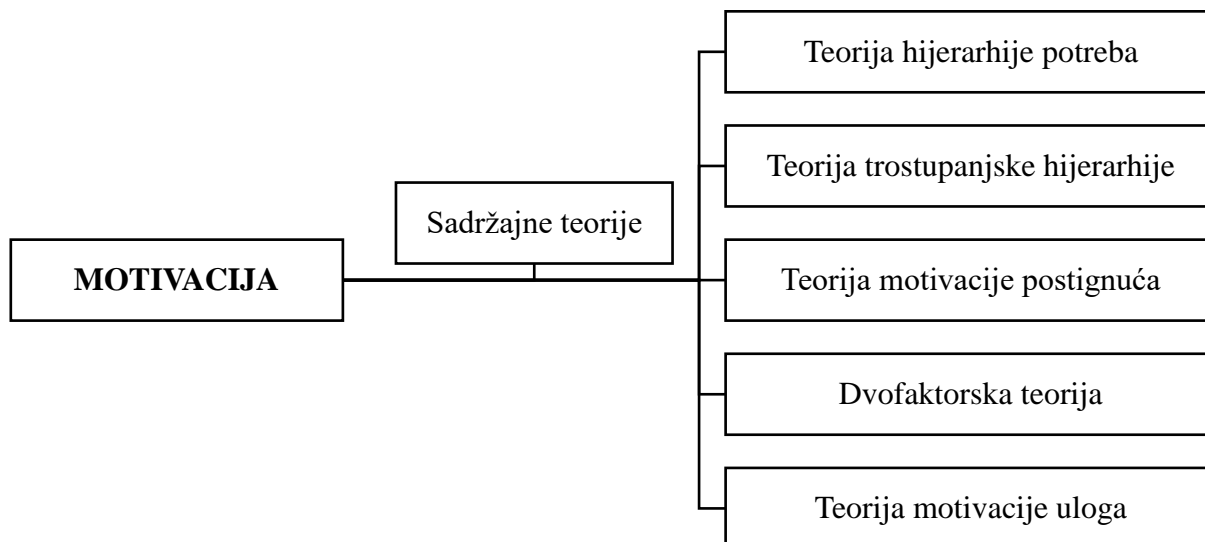 MOTIVACIJA
Sadržajne teorije
Teorija hijerarhije potreba
Teorija trostupanjske hijerarhije
Teorija motivacije postignuća
Dvofaktorska teorija
Teorija motivacije uloga